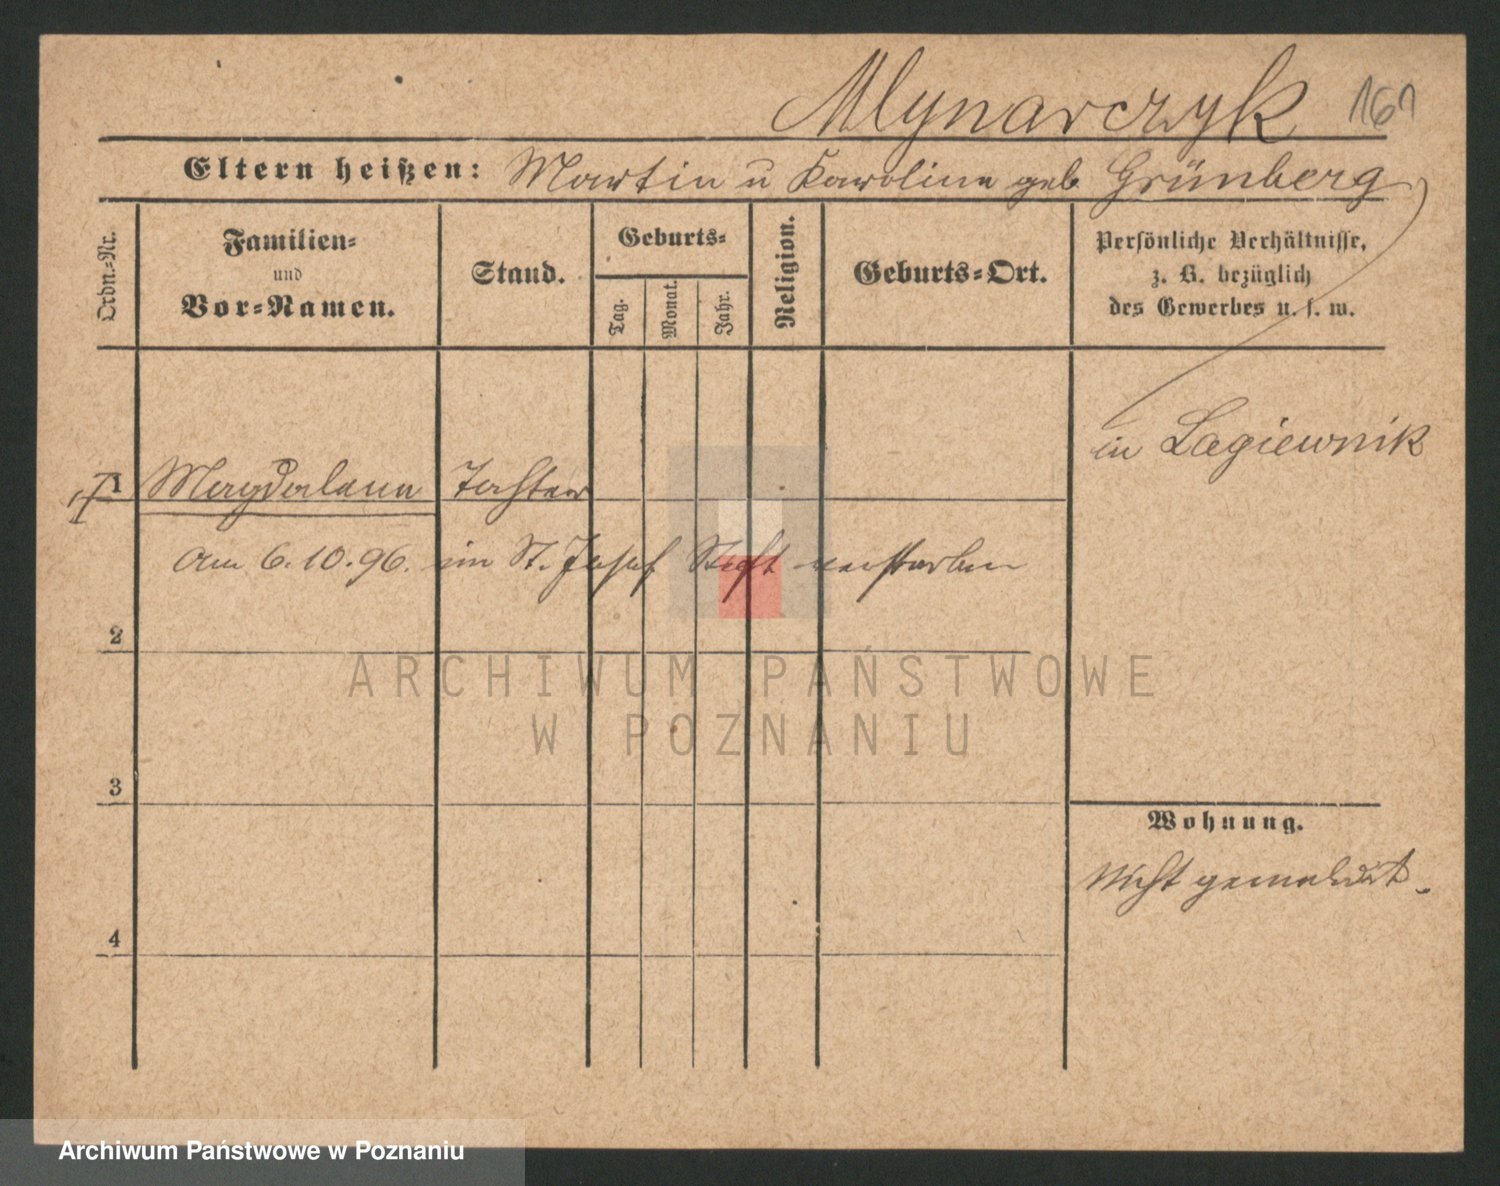 Mlynarczyk 161
Eltern heißen: Martin u Karoline geb Grünberg
Ordn.-Nr.
Familien-
und
Vor-Namen.
Stand.
Geburts-
Tag.
Monat.
Jahr.
Religion.
Geburts-Ort.
Persönliche Verhältnisse,
z. B. bezüglich
des Gewerbes u. s. w.
in Lagiewnik
1 Magdalena Tochter
am 6.10.96. im St. Josef Stift verstorben
2
3
4
Wohnung.
Nicht gemeldet.
ARCHIWUM PAŃSTWOWE
W POZNANIU
Archiwum Państwowe w Poznaniu